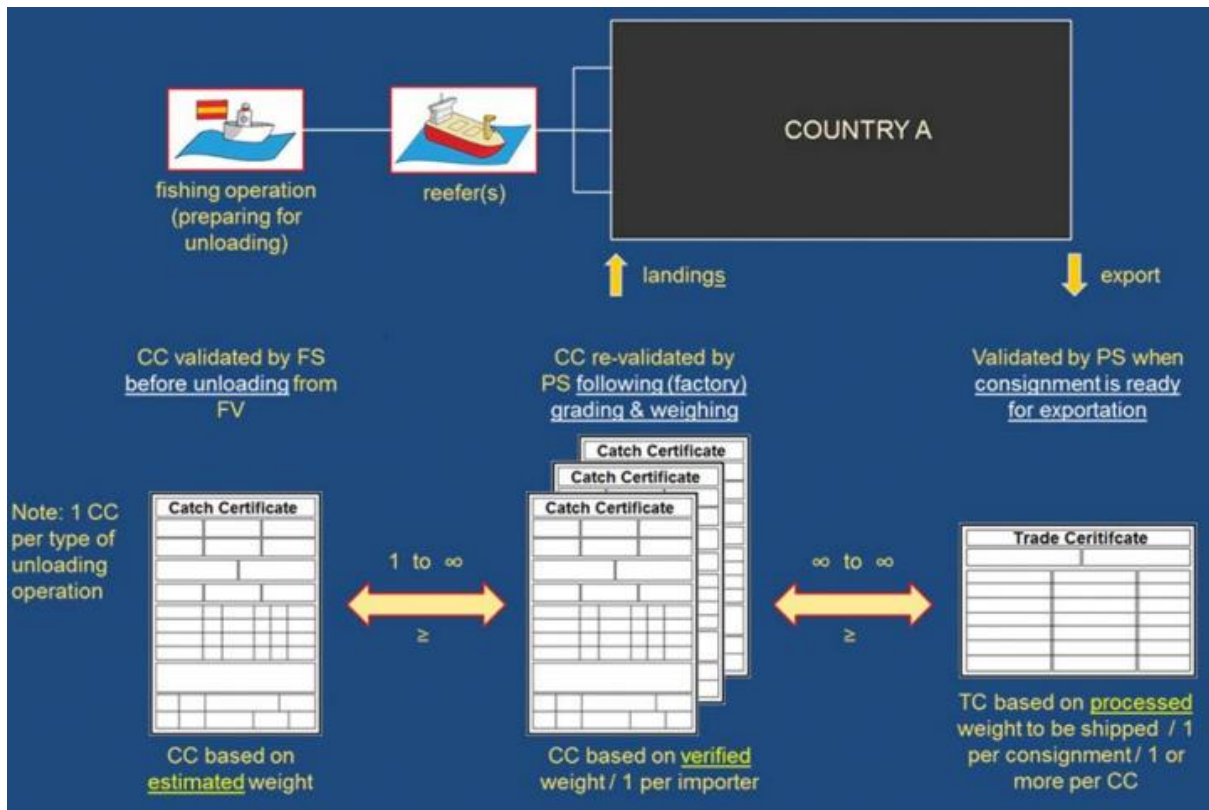 COUNTRY A
fishing operation
(preparing for
unloading)
reefer(s)
landings
export
CC validated by FS
before unloading from
FV
CC re-validated by
PS following (factory)
grading & weighing
Validated by PS when
consignment is ready
for exportation
Note: 1 CC
per type of
unloading
operation
Catch Certificate
Catch Certificate
Catch Certificate
Catch Certificate
Trade Ceritifcate
1 to ∞
≥
∞ to ∞
≥
CC based on
estimated weight
CC based on verified
weight / 1 per importer
TC based on processed
weight to be shipped / 1
per consignment / 1 or
more per CC